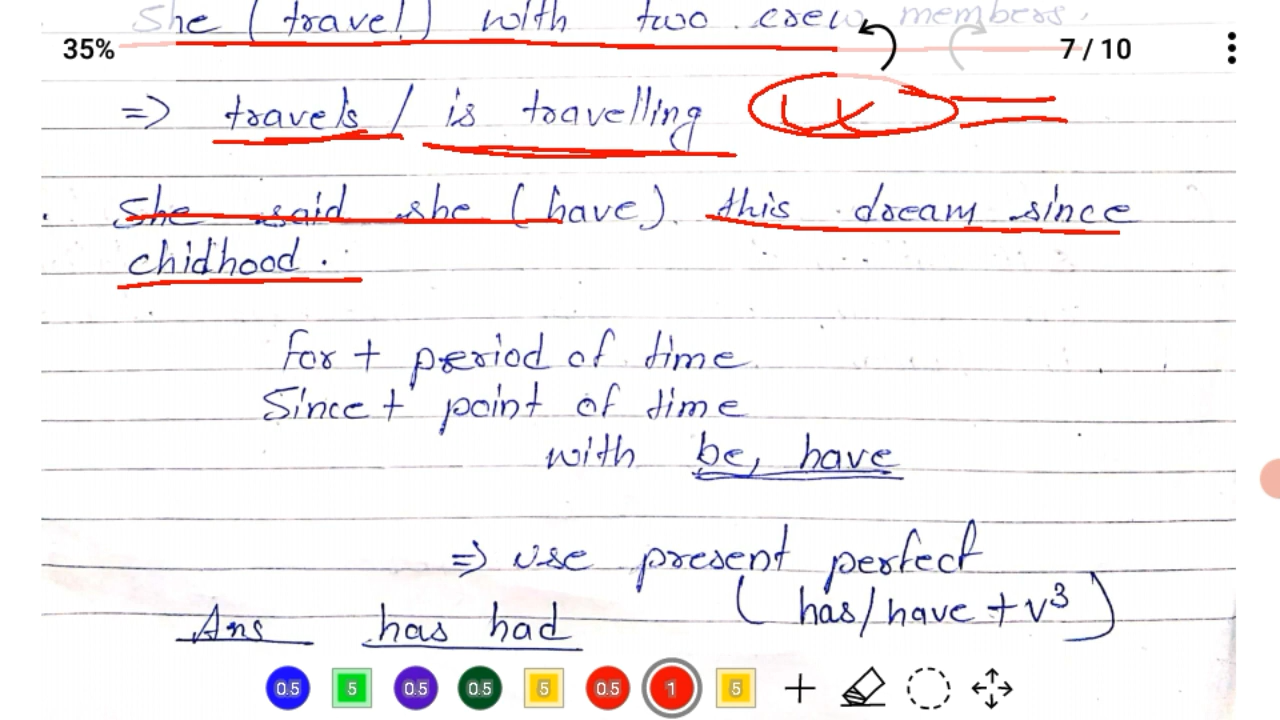 She (travel) with two crew members.
35%
7 / 10
=> travels / is travelling
She said she (have) this dream since
chidhood.
For + period of time
Since + point of time
with be, have
=> use present perfect
(has/have + v³)
Ans has had
0.5 5 0.5 0.5 5 0.5 1 5